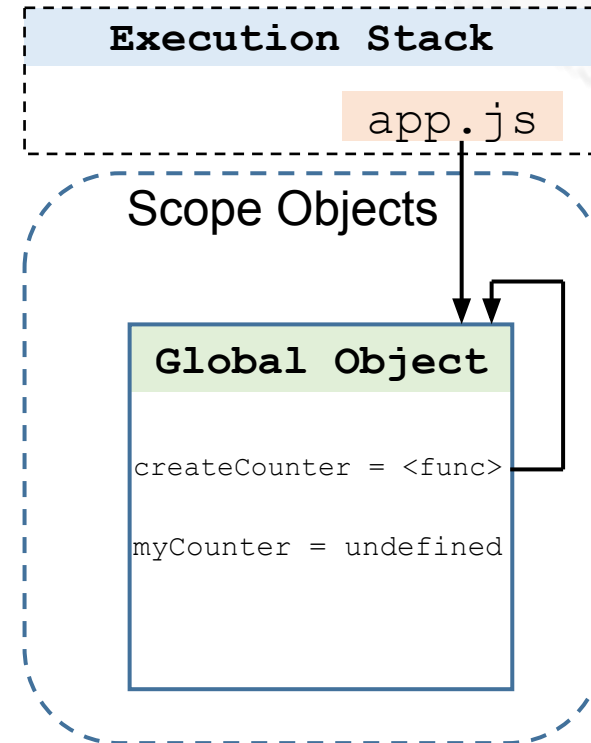 Execution Stack
app.js
Scope Objects
Global Object
createCounter = <func>
myCounter = undefined